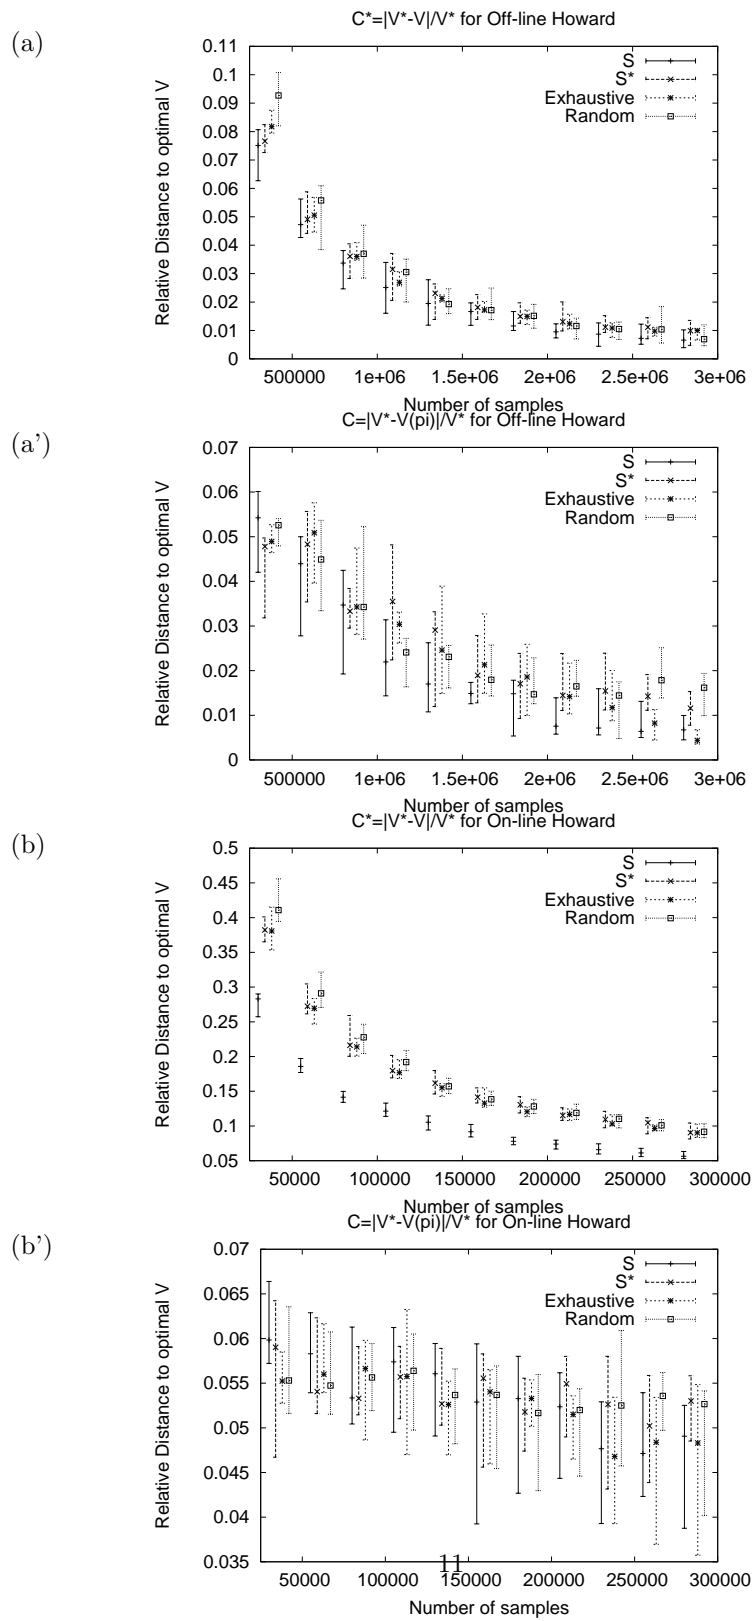 (a)
C*=|V*-V|/V* for Off-line Howard
Relative Distance to optimal V
0.11
0.1
0.09
0.08
0.07
0.06
0.05
0.04
0.03
0.02
0.01
0
S
S*
Exhaustive
Random
500000 1e+06 1.5e+06 2e+06 2.5e+06 3e+06
Number of samples
(a')
C=|V*-V(pi)|/V* for Off-line Howard
Relative Distance to optimal V
0.07
0.06
0.05
0.04
0.03
0.02
0.01
0
S
S*
Exhaustive
Random
500000 1e+06 1.5e+06 2e+06 2.5e+06 3e+06
Number of samples
(b)
C*=|V*-V|/V* for On-line Howard
Relative Distance to optimal V
0.5
0.45
0.4
0.35
0.3
0.25
0.2
0.15
0.1
0.05
S
S*
Exhaustive
Random
50000 100000 150000 200000 250000 300000
Number of samples
(b')
C=|V*-V(pi)|/V* for On-line Howard
Relative Distance to optimal V
0.07
0.065
0.06
0.055
0.05
0.045
0.04
0.035
S
S*
Exhaustive
Random
11
50000 100000 150000 200000 250000 300000
Number of samples